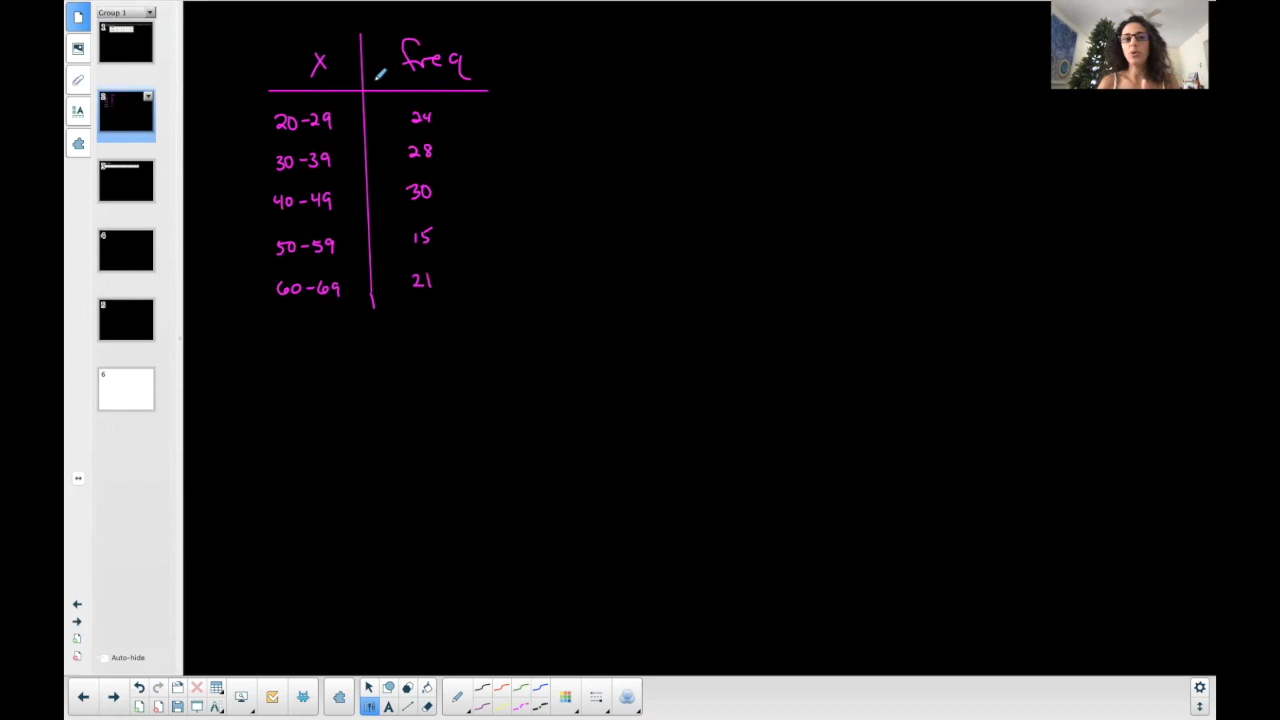 Group 1
x freq
20-29 24
30-39 28
40-49 30
50-59 15
60-69 21
6
Auto-hide